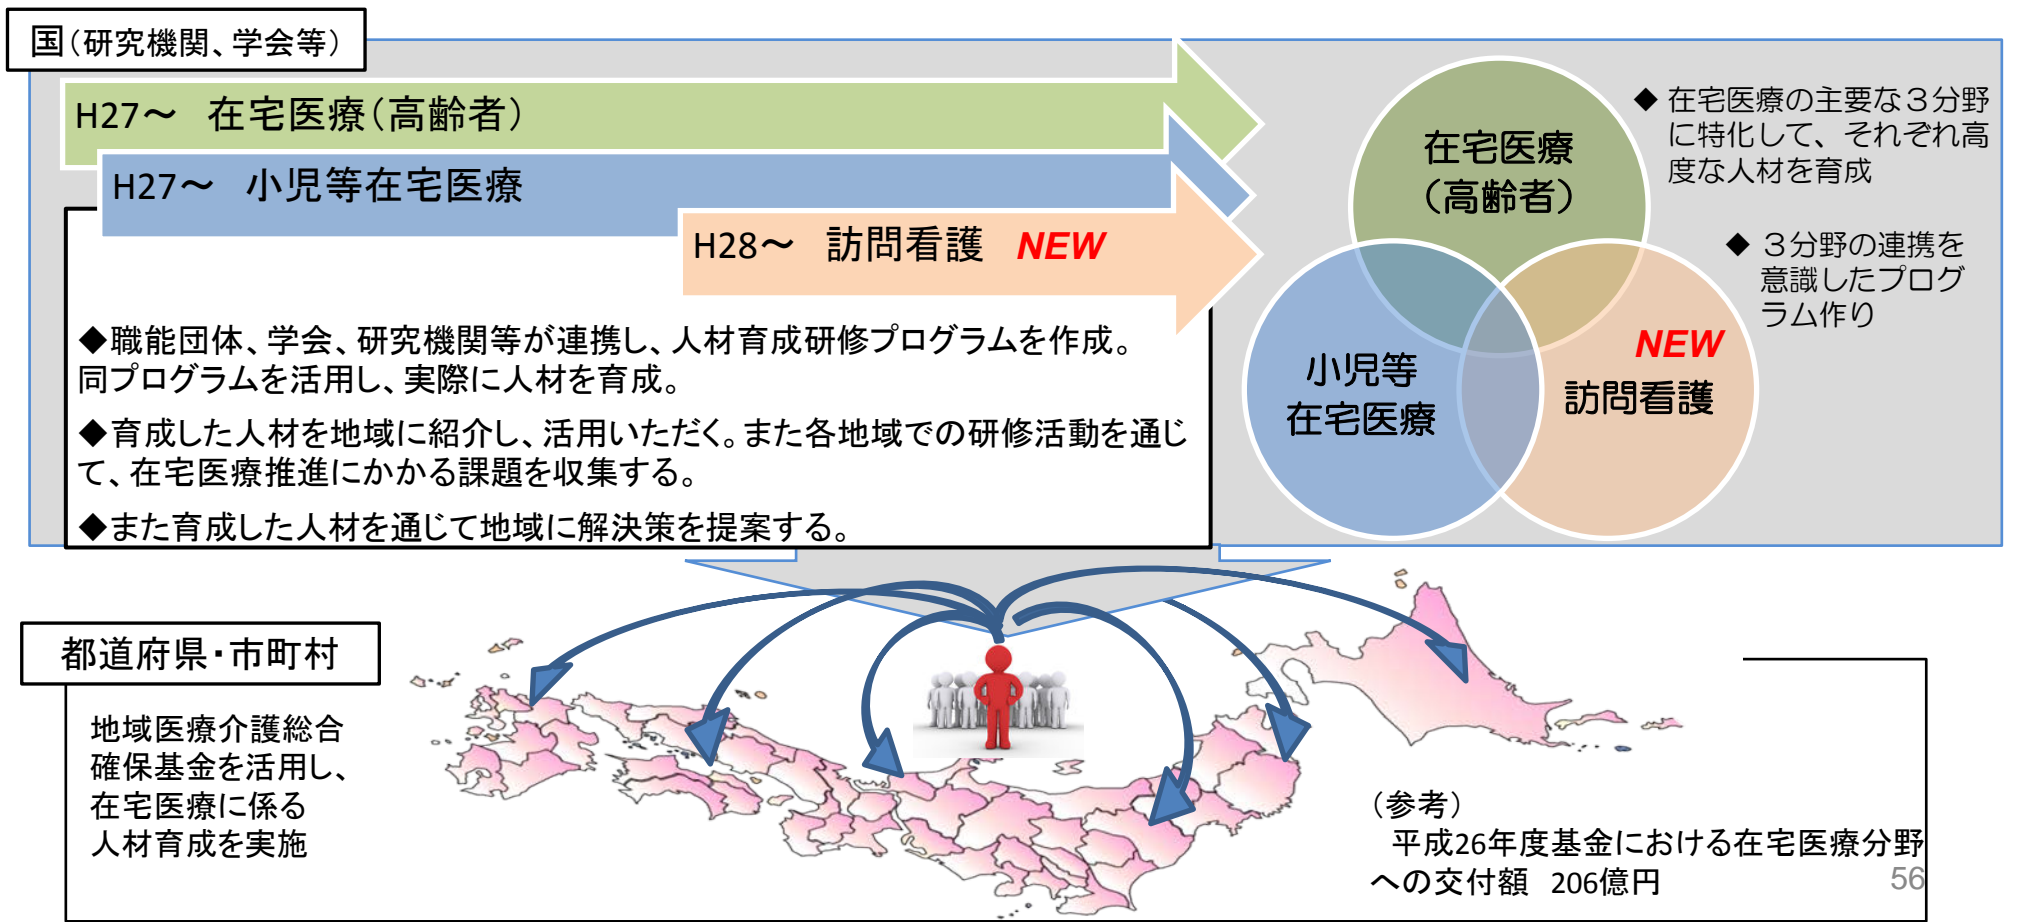 国(研究機関、学会等)
H27～ 在宅医療(高齢者)
H27～ 小児等在宅医療
H28～ 訪問看護 NEW
◆職能団体、学会、研究機関等が連携し、人材育成研修プログラムを作成。
同プログラムを活用し、実際に人材を育成。
◆育成した人材を地域に紹介し、活用いただく。また各地域での研修活動を通じ
て、在宅医療推進にかかる課題を収集する。
◆また育成した人材を通じて地域に解決策を提案する。
在宅医療
(高齢者)
小児等
在宅医療
NEW
訪問看護
◆ 在宅医療の主要な３分野
に特化して、それぞれ高
度な人材を育成
◆ ３分野の連携を
意識したプログ
ラム作り
都道府県・市町村
地域医療介護総合
確保基金を活用し、
在宅医療に係る
人材育成を実施
(参考)
平成26年度基金における在宅医療分野
への交付額 206億円
56